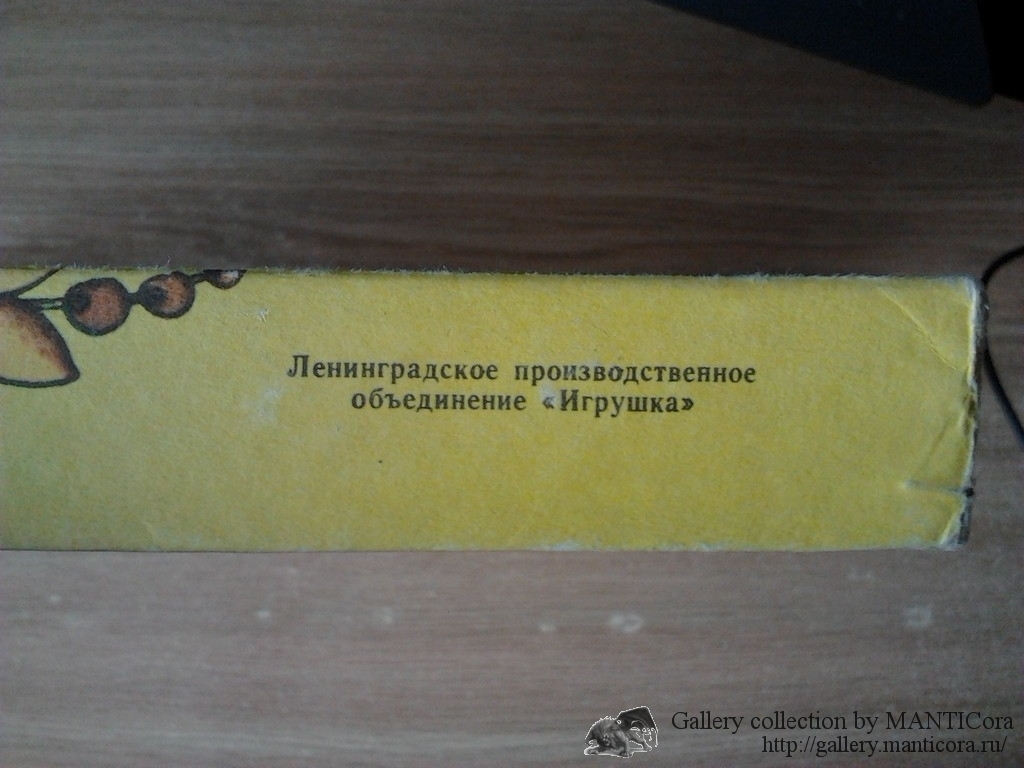 Ленинградское производственное
объединение «Игрушка»
Gallery collection by MANTICora
http://gallery.manticora.ru/